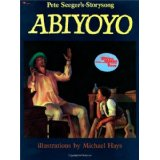 Pete Seeger's Storysong
ABIYOYO
illustrations by Michael Hays